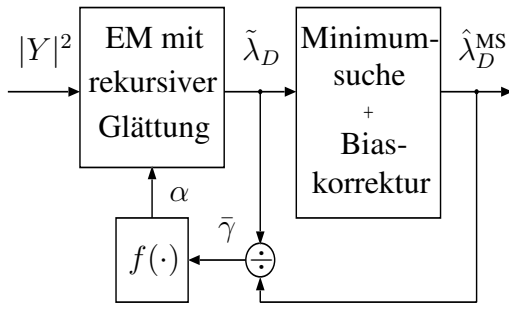 |Y|²
EM mit
rekursiver
Glättung
λ̃_D
Minimum-
suche
+
Bias-
korrektur
λ̂_D^MS
α
f(·)
γ̄
÷